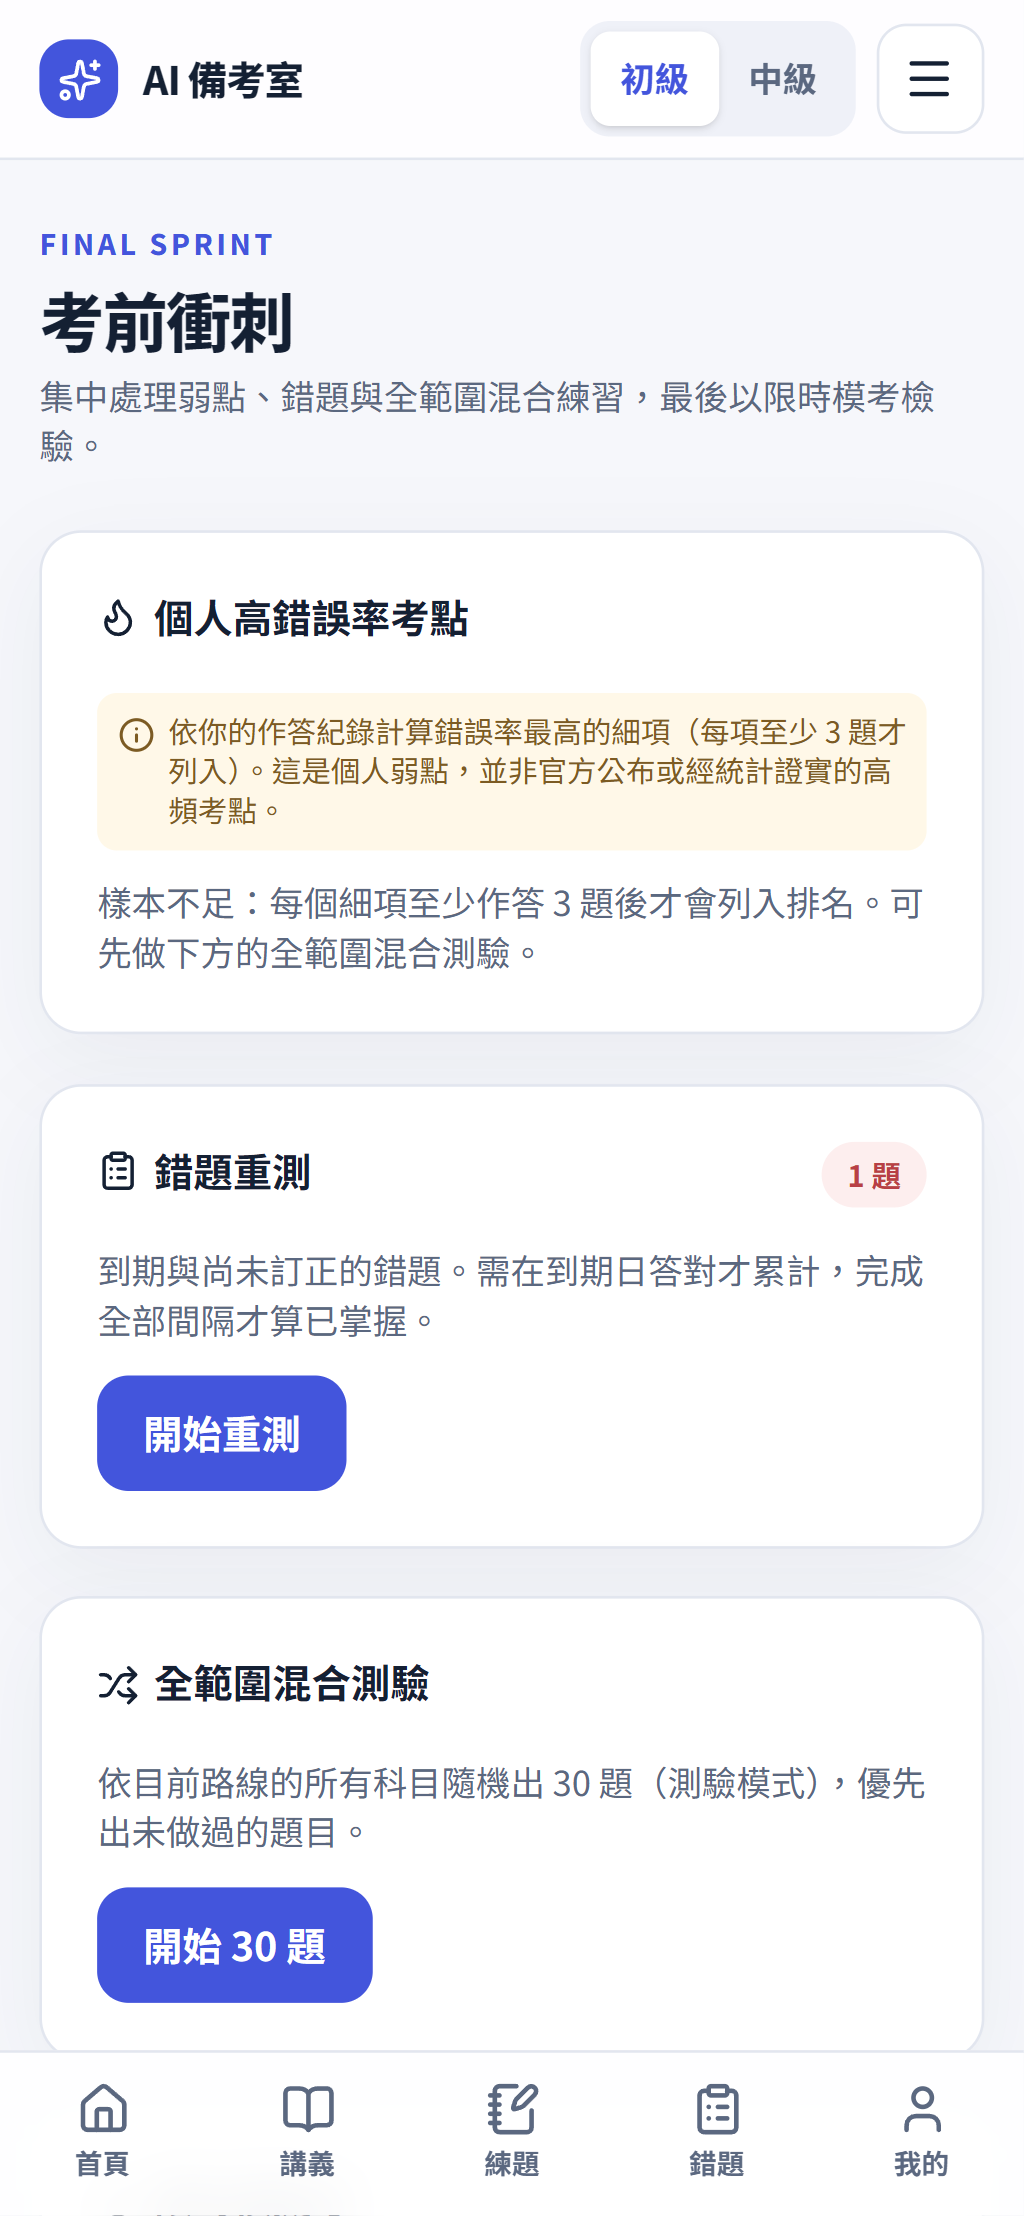 AI 備考室
初級
中級
FINAL SPRINT
考前衝刺
集中處理弱點、錯題與全範圍混合練習，最後以限時模考檢
驗。
個人高錯誤率考點
依你的作答紀錄計算錯誤率最高的細項（每項至少 3 題才
列入）。這是個人弱點，並非官方公布或經統計證實的高
頻考點。
樣本不足：每個細項至少作答 3 題後才會列入排名。可
先做下方的全範圍混合測驗。
錯題重測
1 題
到期與尚未訂正的錯題。需在到期日答對才累計，完成
全部間隔才算已掌握。
開始重測
全範圍混合測驗
依目前路線的所有科目隨機出 30 題（測驗模式），優先
出未做過的題目。
開始 30 題
首頁
講義
練題
錯題
我的